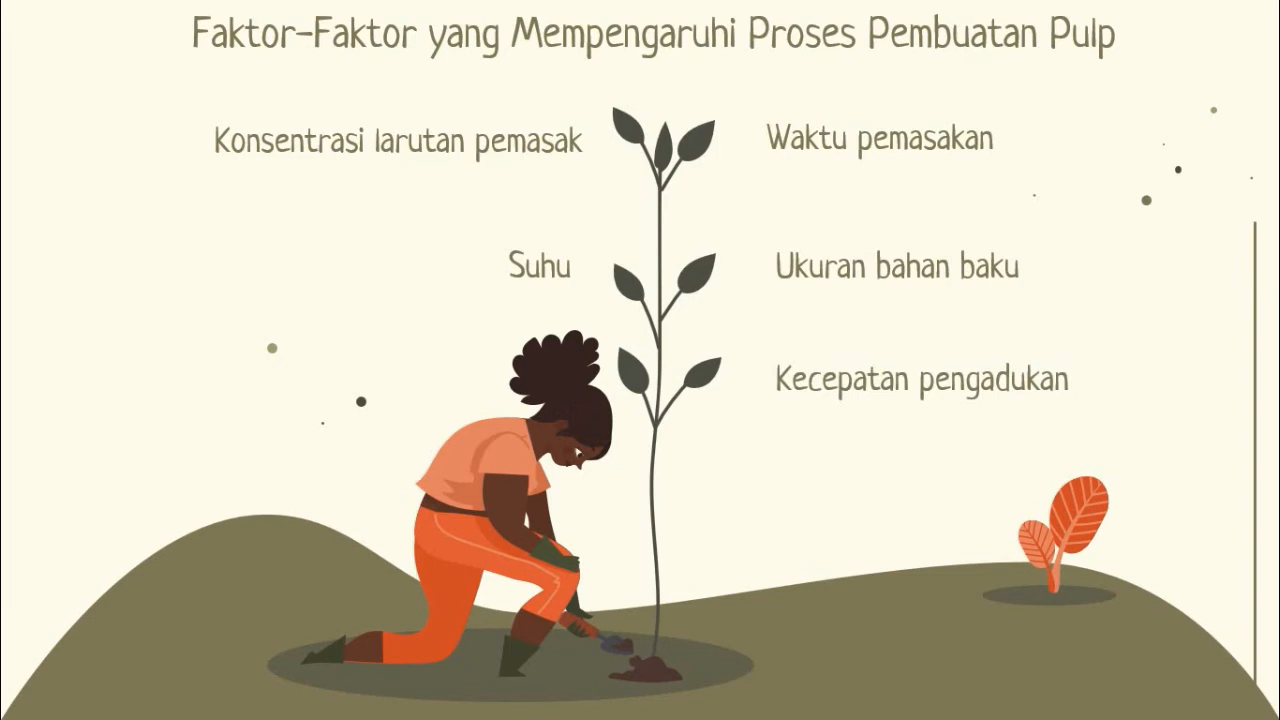 Faktor-Faktor yang Mempengaruhi Proses Pembuatan Pulp
Konsentrasi larutan pemasak
Waktu pemasakan
Suhu
Ukuran bahan baku
Kecepatan pengadukan